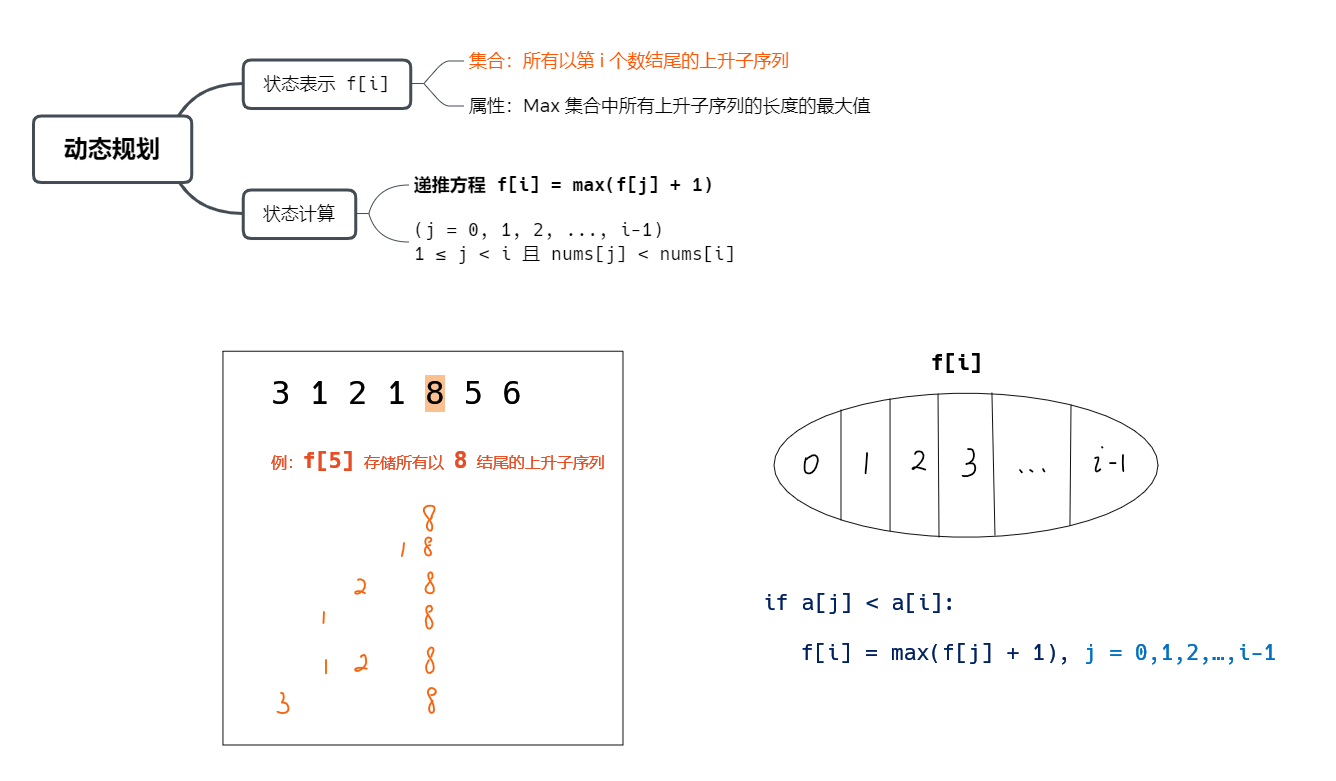 动态规划
状态表示 f[i]
集合：所有以第 i 个数结尾的上升子序列
属性：Max 集合中所有上升子序列的长度的最大值
状态计算
递推方程 f[i] = max(f[j] + 1)
(j = 0, 1, 2, ..., i-1)
1 ≤ j < i 且 nums[j] < nums[i]
3 1 2 1 8 5 6
例：f[5] 存储所有以 8 结尾的上升子序列
8
1 8
2 8
1 8
1 2 8
3 8
f[i]
0 1 2 3 ... i-1
if a[j] < a[i]:
f[i] = max(f[j] + 1), j = 0,1,2,…,i-1